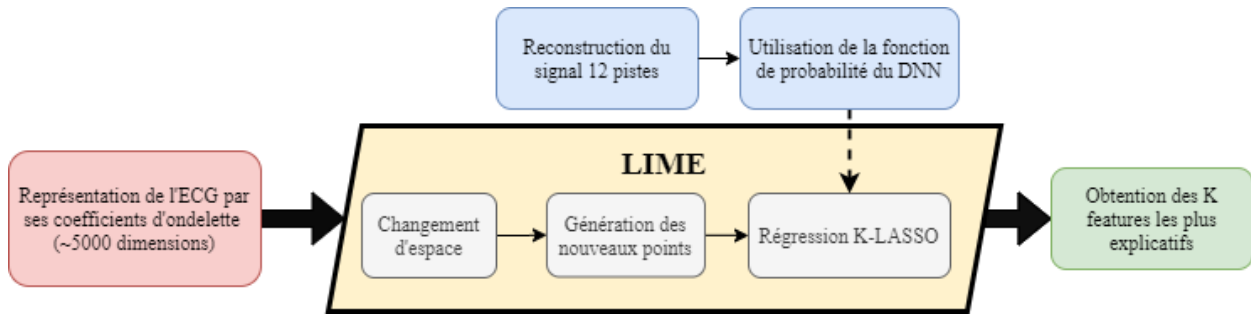 Reconstruction du
signal 12 pistes
Utilisation de la fonction
de probabilité du DNN
LIME
Représentation de l'ECG par
ses coefficients d'ondelette
(~5000 dimensions)
Changement
d'espace
Génération des
nouveaux points
Régression K-LASSO
Obtention des K
features les plus
explicatifs